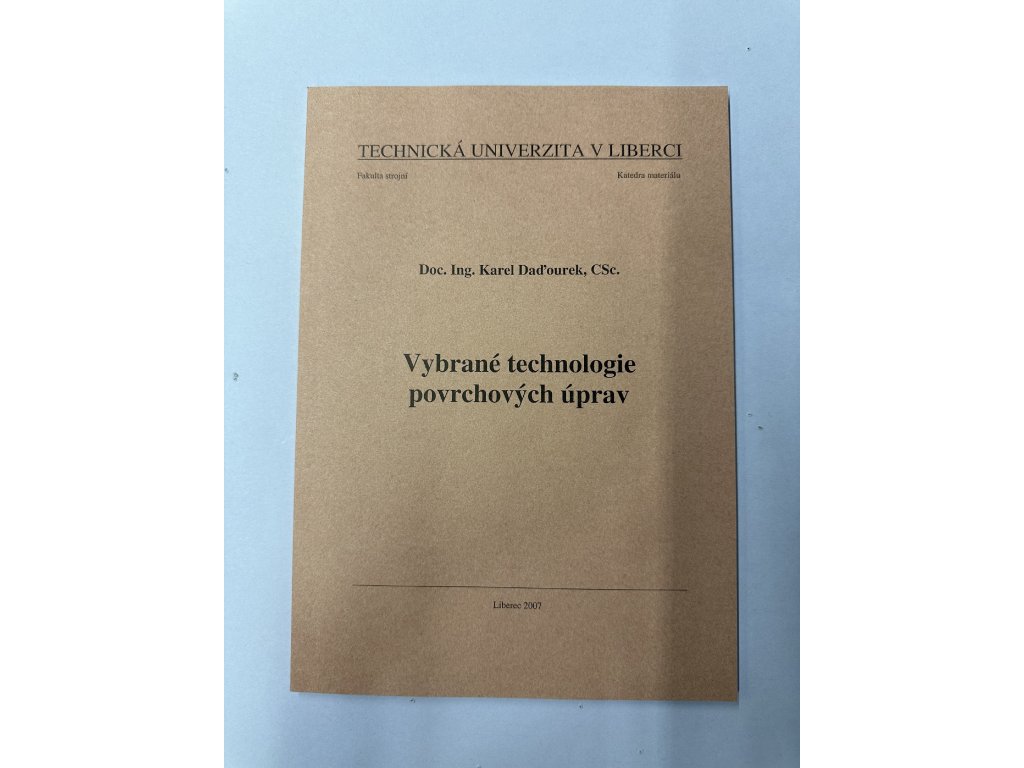 TECHNICKÁ UNIVERZITA V LIBERCI
Fakulta strojní Katedra materiálu
Doc. Ing. Karel Daďourek, CSc.
Vybrané technologie
povrchových úprav
Liberec 2007